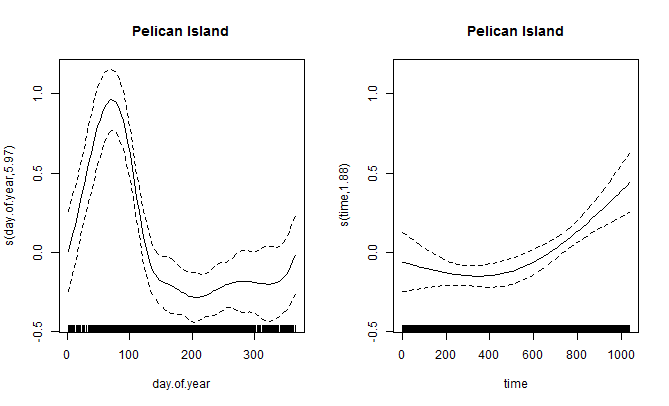 Pelican Island
s(day.of.year,5.97)
1.0
0.5
0.0
-0.5
0 100 200 300
day.of.year
Pelican Island
s(time,1.88)
1.0
0.5
0.0
-0.5
0 200 400 600 800 1000
time